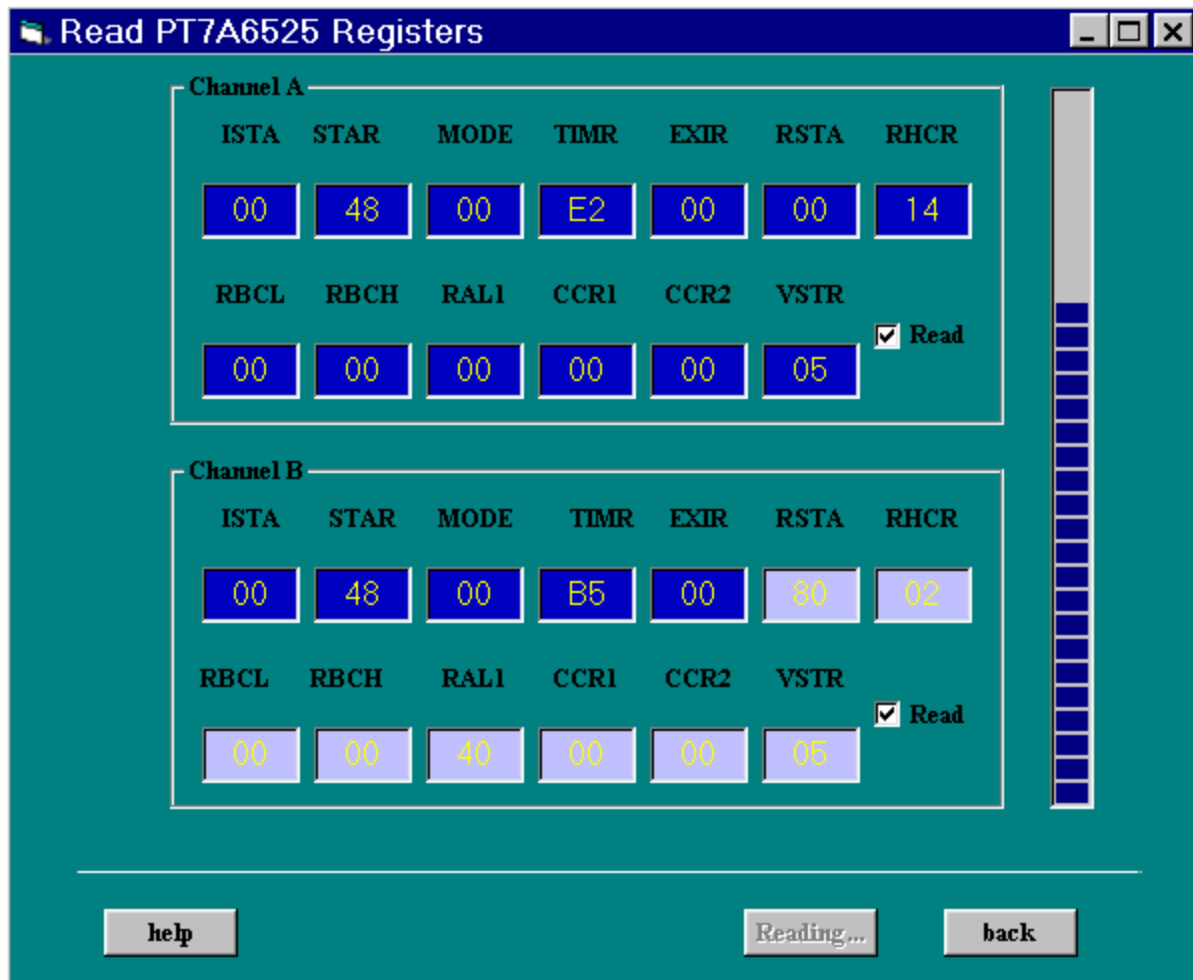 Read PT7A6525 Registers
Channel A
ISTA STAR MODE TIMR EXIR RSTA RHCR
00 48 00 E2 00 00 14
RBCL RBCH RAL1 CCR1 CCR2 VSTR
Read
00 00 00 00 00 05
Channel B
ISTA STAR MODE TIMR EXIR RSTA RHCR
00 48 00 B5 00 80 02
RBCL RBCH RAL1 CCR1 CCR2 VSTR
Read
00 00 40 00 00 05
help Reading... back